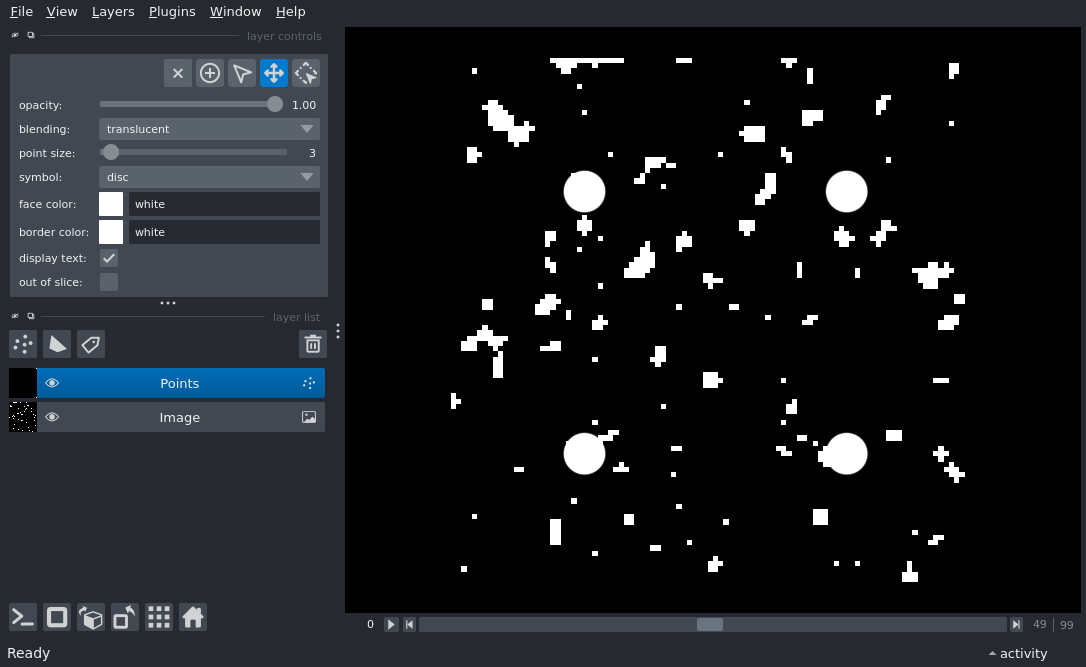 File View Layers Plugins Window Help
layer controls
opacity: 1.00
blending: translucent
point size: 3
symbol: disc
face color: white
border color: white
display text:
out of slice:
layer list
Points
Image
0 49 99
Ready activity